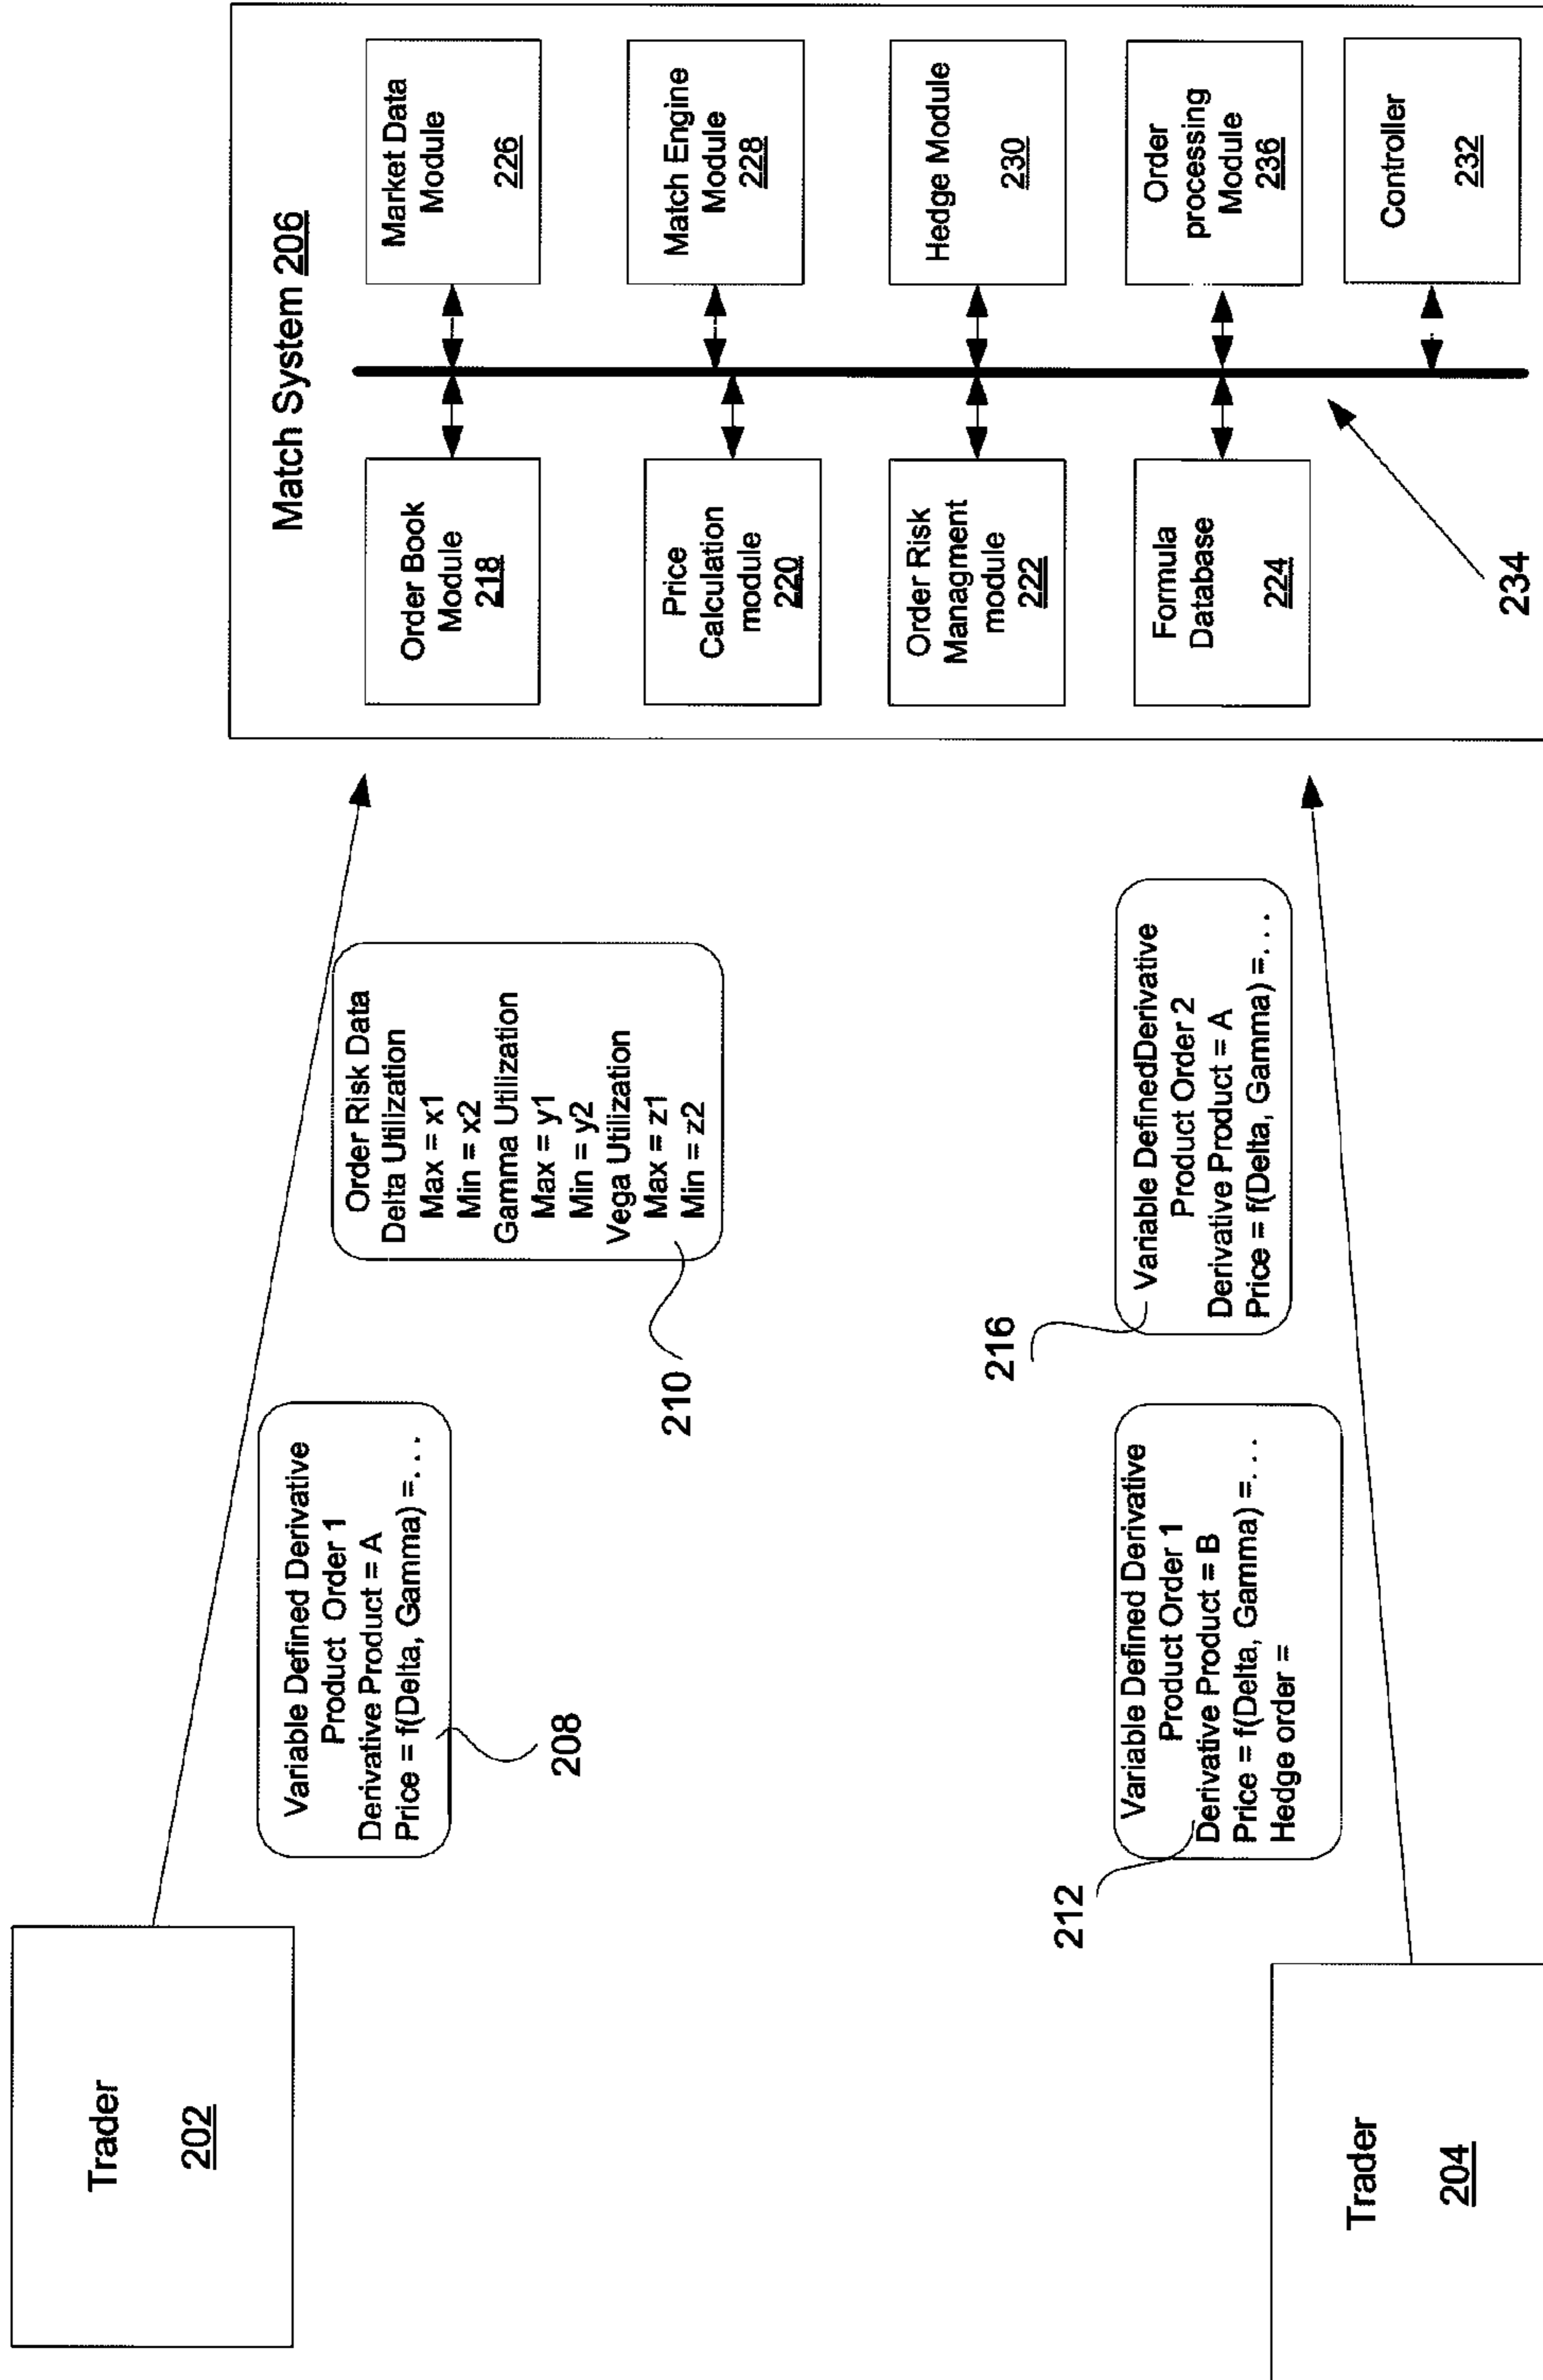 Trader
202
Variable Defined Derivative
Product Order 1
Derivative Product = A
Price = f(Delta, Gamma) =. . .
208
Order Risk Data
Delta Utilization
Max = x1
Min = x2
Gamma Utilization
Max = y1
Min = y2
Vega Utilization
Max = z1
Min = z2
210
Match System 206
Order Book
Module
218
Market Data
Module
226
Price
Calculation
module
220
Match Engine
Module
228
Order Risk
Managment
module
222
Hedge Module
230
Formula
Database
224
Order
processing
Module
236
Controller
232
234
Trader
204
212
Variable Defined Derivative
Product Order 1
Derivative Product = B
Price = f(Delta, Gamma) =. . .
Hedge order =
216
Variable DefinedDerivative
Product Order 2
Derivative Product = A
Price = f(Delta, Gamma) =. . .